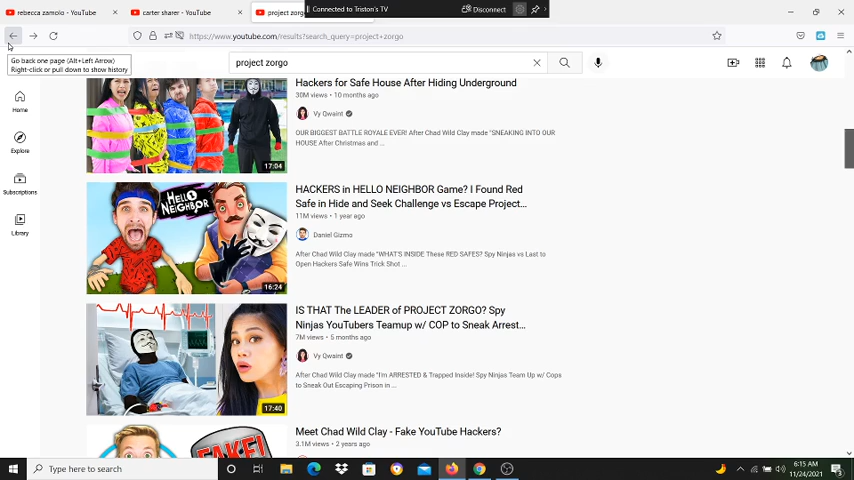 rebecca zamolo - YouTube
carter sharer - YouTube
project zorgo
Connected to Triston's TV
Disconnect
https://www.youtube.com/results?search_query=project+zorgo
Go back one page (Alt+Left Arrow)
Right-click or pull down to show history
project zorgo
Home
Explore
Subscriptions
Library
Hackers for Safe House After Hiding Underground
30M views • 10 months ago
Vy Qwaint
OUR BIGGEST BATTLE ROYALE EVER! After Chad Wild Clay made "SNEAKING INTO OUR
HOUSE After Christmas and ...
17:04
HELLO
NEIGHBOR
16:24
HACKERS in HELLO NEIGHBOR Game? I Found Red
Safe in Hide and Seek Challenge vs Escape Project...
11M views • 1 year ago
Daniel Gizmo
After Chad Wild Clay made "WHAT'S INSIDE These RED SAFES? Spy Ninjas vs Last to
Open Hackers Safe Wins Trick Shot ...
17:40
IS THAT The LEADER of PROJECT ZORGO? Spy
Ninjas YouTubers Teamup w/ COP to Sneak Arrest...
7M views • 5 months ago
Vy Qwaint
After Chad Wild Clay made "I'm ARRESTED & Trapped Inside! Spy Ninjas Team Up w/ Cops
to Sneak Out Escaping Prison in ...
FAKE!
Meet Chad Wild Clay - Fake YouTube Hackers?
3.1M views • 2 years ago
Type here to search
6:15 AM
11/24/2021
3